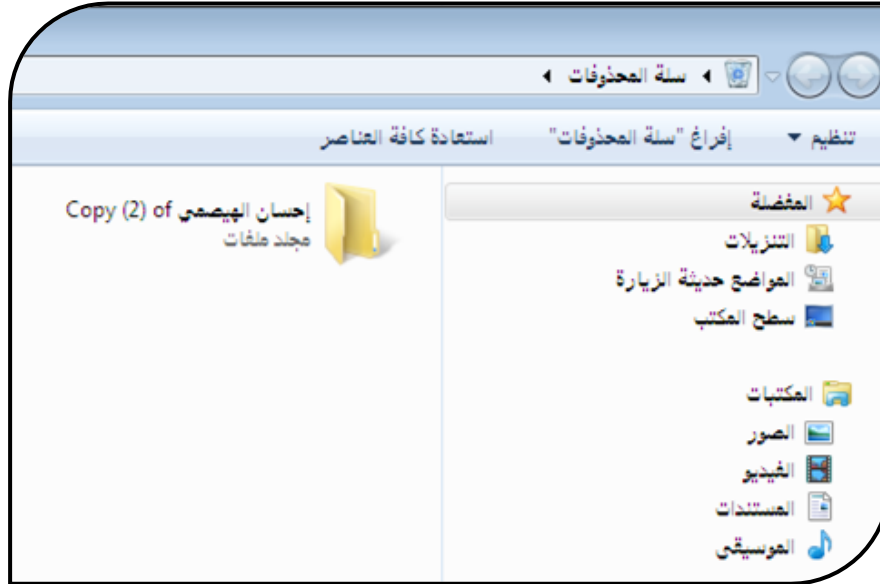 سلة المحذوفات
تنظيم إفراغ "سلة المحذوفات" استعادة كافة العناصر
المفضلة
التنزيلات
المواضع حديثة الزيارة
سطح المكتب
المكتبات
الصور
الفيديو
المستندات
الموسيقى
Copy (2) of إحسان الهيصمي
مجلد ملفات